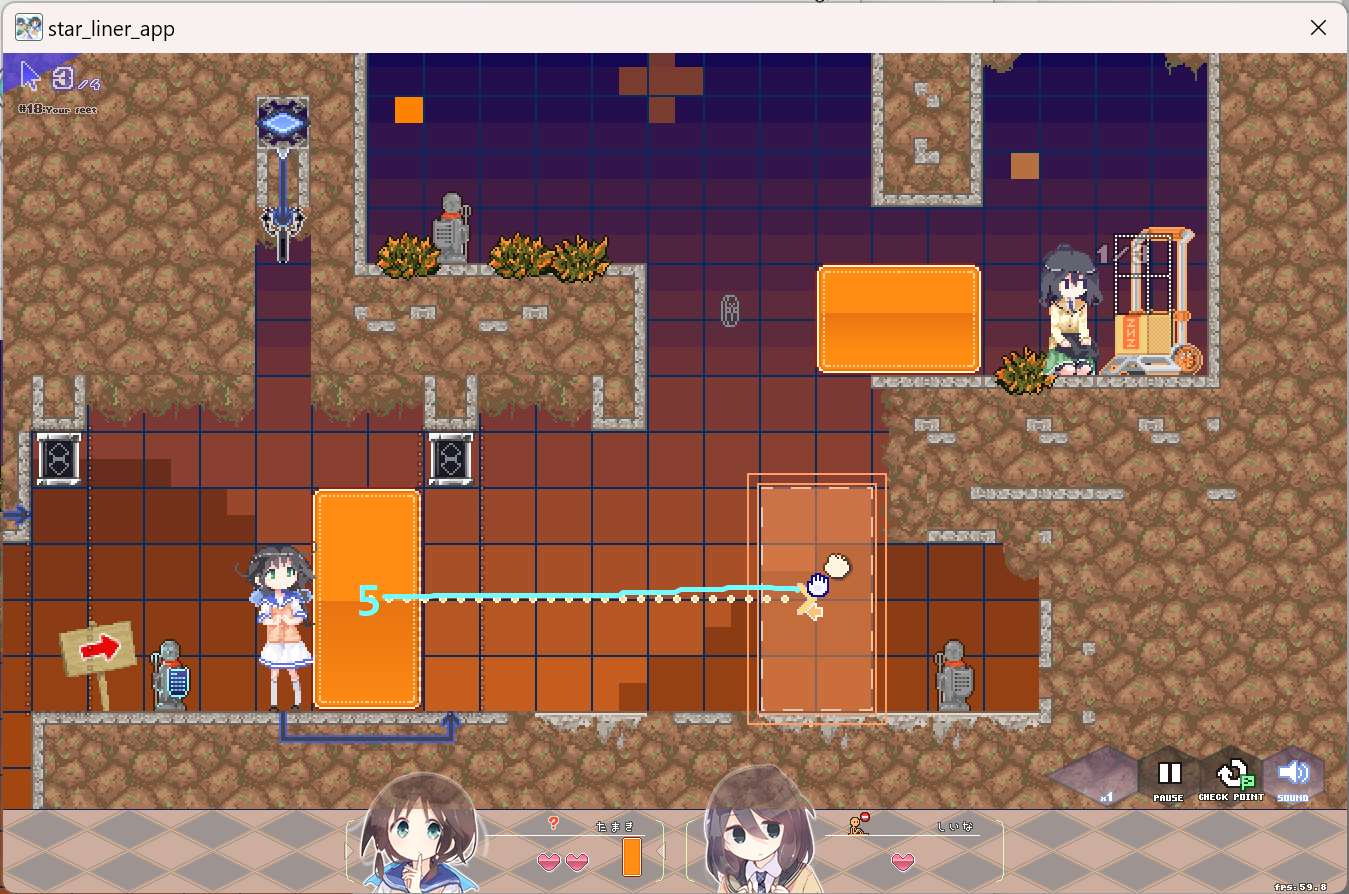 star_liner_app
3/4
#18:Your feet
1/3
NZN
5
x1
PAUSE
CHECK POINT
SOUND
?
たまき
しいな
fps:59.8